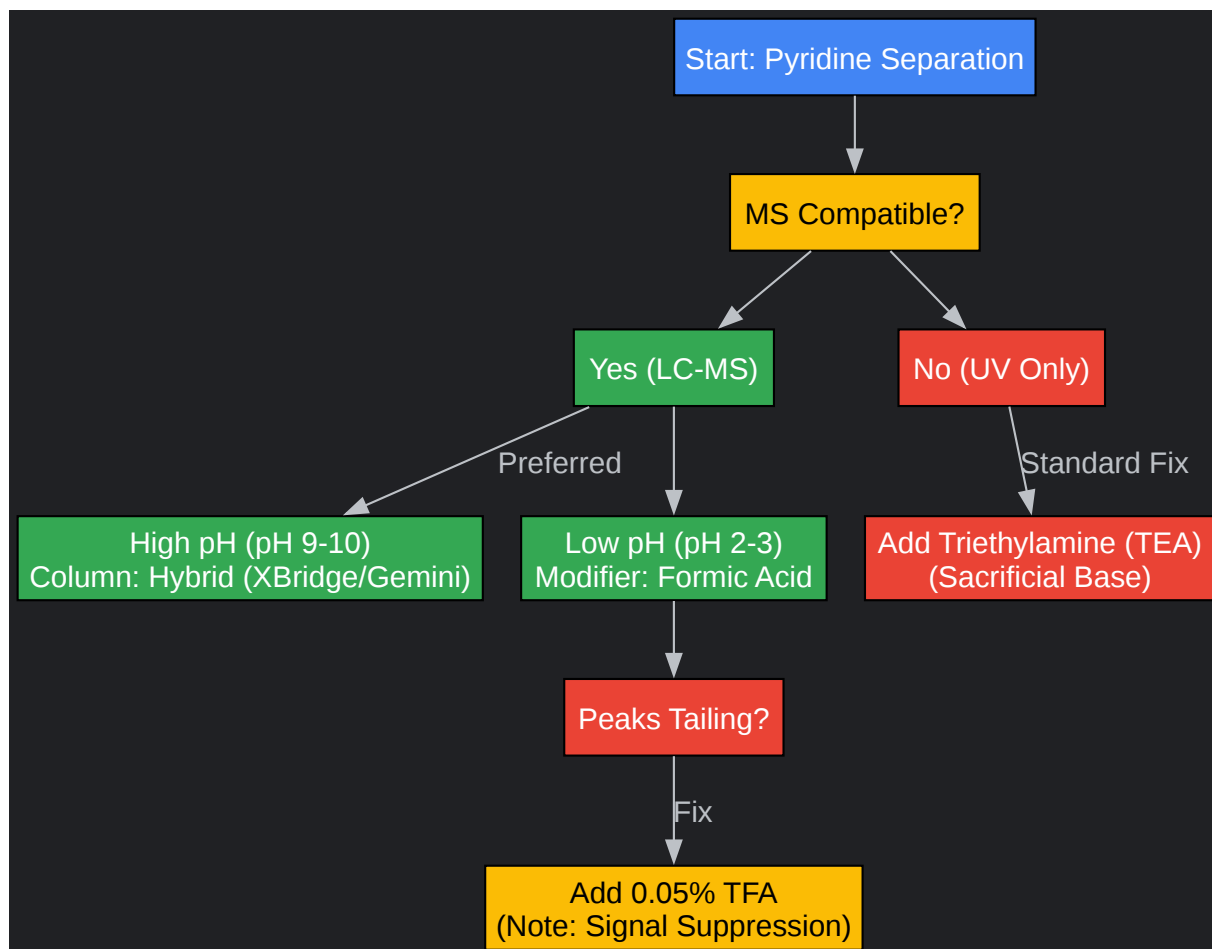 Start: Pyridine Separation
MS Compatible?
Yes (LC-MS)
No (UV Only)
Preferred
Standard Fix
High pH (pH 9-10)
Column: Hybrid (XBridge/Gemini)
Low pH (pH 2-3)
Modifier: Formic Acid
Add Triethylamine (TEA)
(Sacrificial Base)
Peaks Tailing?
Fix
Add 0.05% TFA
(Note: Signal Suppression)